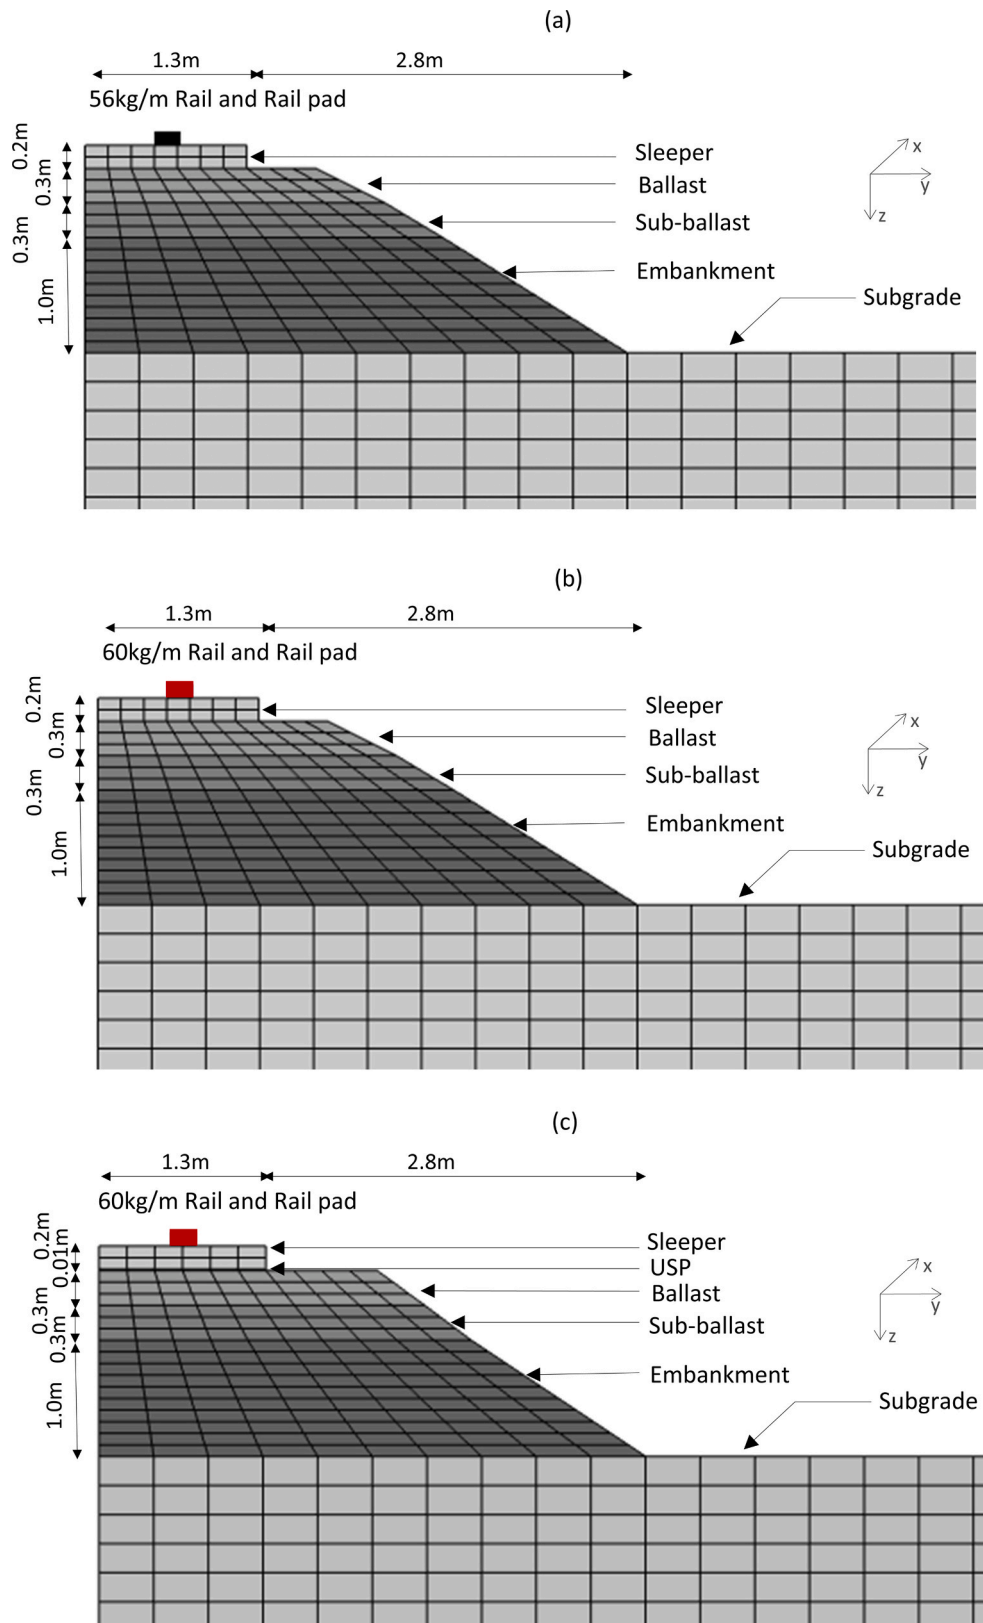 (a)
1.3m
2.8m
56kg/m Rail and Rail pad
0.2m
0.3m
0.3m
1.0m
Sleeper
Ballast
Sub-ballast
Embankment
Subgrade
x
y
z
(b)
1.3m
2.8m
60kg/m Rail and Rail pad
0.2m
0.3m
0.3m
1.0m
Sleeper
Ballast
Sub-ballast
Embankment
Subgrade
x
y
z
(c)
1.3m
2.8m
60kg/m Rail and Rail pad
0.2m
0.01m
0.3m
0.3m
1.0m
Sleeper
USP
Ballast
Sub-ballast
Embankment
Subgrade
x
y
z